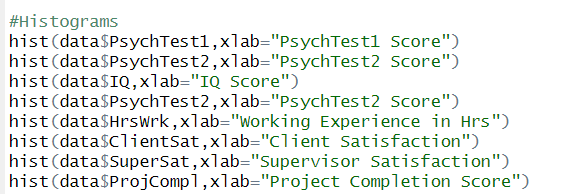 #Histograms
hist(data$PsychTest1,xlab="PsychTest1 Score")
hist(data$PsychTest2,xlab="PsychTest2 Score")
hist(data$IQ,xlab="IQ Score")
hist(data$PsychTest2,xlab="PsychTest2 Score")
hist(data$HrsWrk,xlab="Working Experience in Hrs")
hist(data$ClientSat,xlab="Client Satisfaction")
hist(data$SuperSat,xlab="Supervisor Satisfaction")
hist(data$ProjCompl,xlab="Project Completion Score")